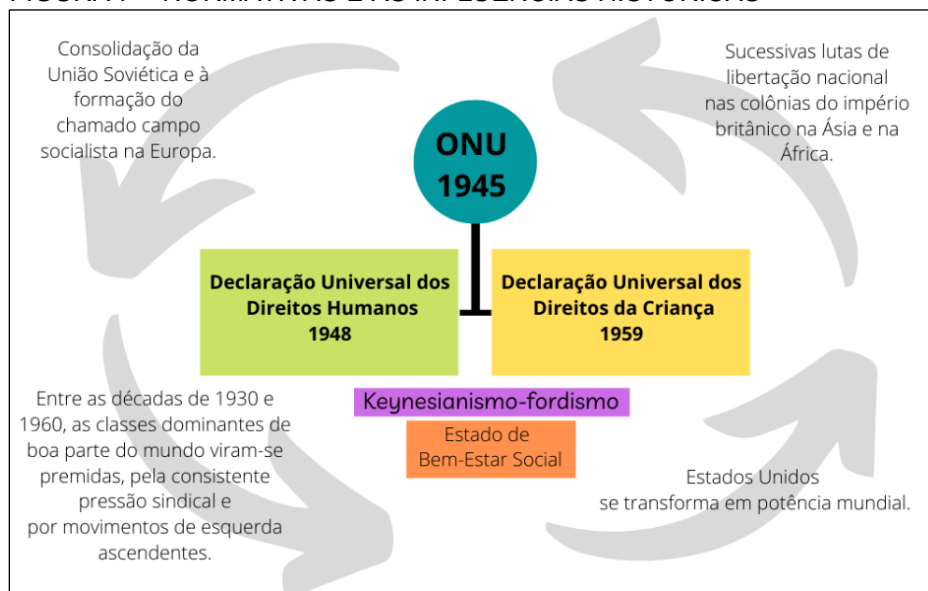 Consolidação da
União Soviética e à
formação do
chamado campo
socialista na Europa.
Sucessivas lutas de
libertação nacional
nas colônias do império
britânico na Ásia e na
África.
ONU
1945
Declaração Universal dos
Direitos Humanos
1948
Declaração Universal dos
Direitos da Criança
1959
Keynesianismo-fordismo
Estado de
Bem-Estar Social
Entre as décadas de 1930 e
1960, as classes dominantes de
boa parte do mundo viram-se
premidas, pela consistente
pressão sindical e
por movimentos de esquerda
ascendentes.
Estados Unidos
se transforma em potência mundial.